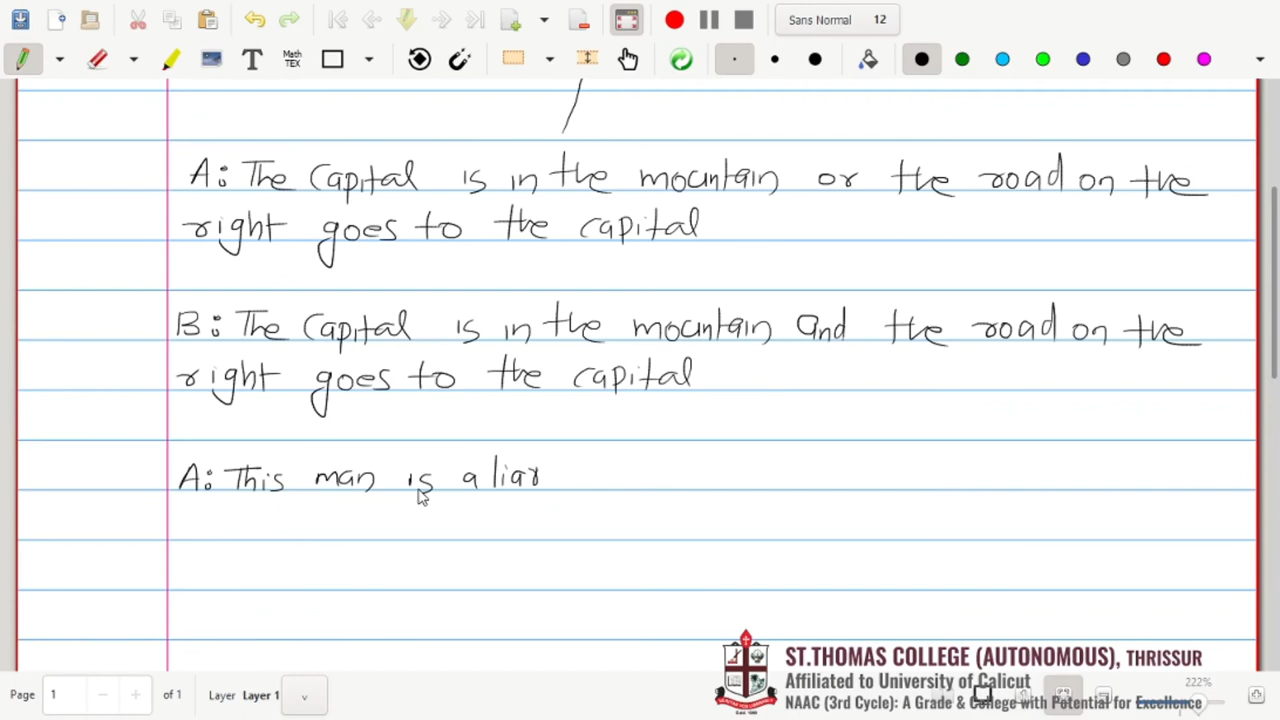 Sans Normal 12
Math
TEX
A: The Capital is in the mountain or the road on the
right goes to the capital
B: The Capital is in the mountain and the road on the
right goes to the capital
A: This man is a liar
ST.THOMAS COLLEGE (AUTONOMOUS), THRISSUR
Affiliated to University of Calicut
NAAC (3rd Cycle): A Grade & College with Potential for Excellence
Page 1 of 1 Layer Layer 1 222%